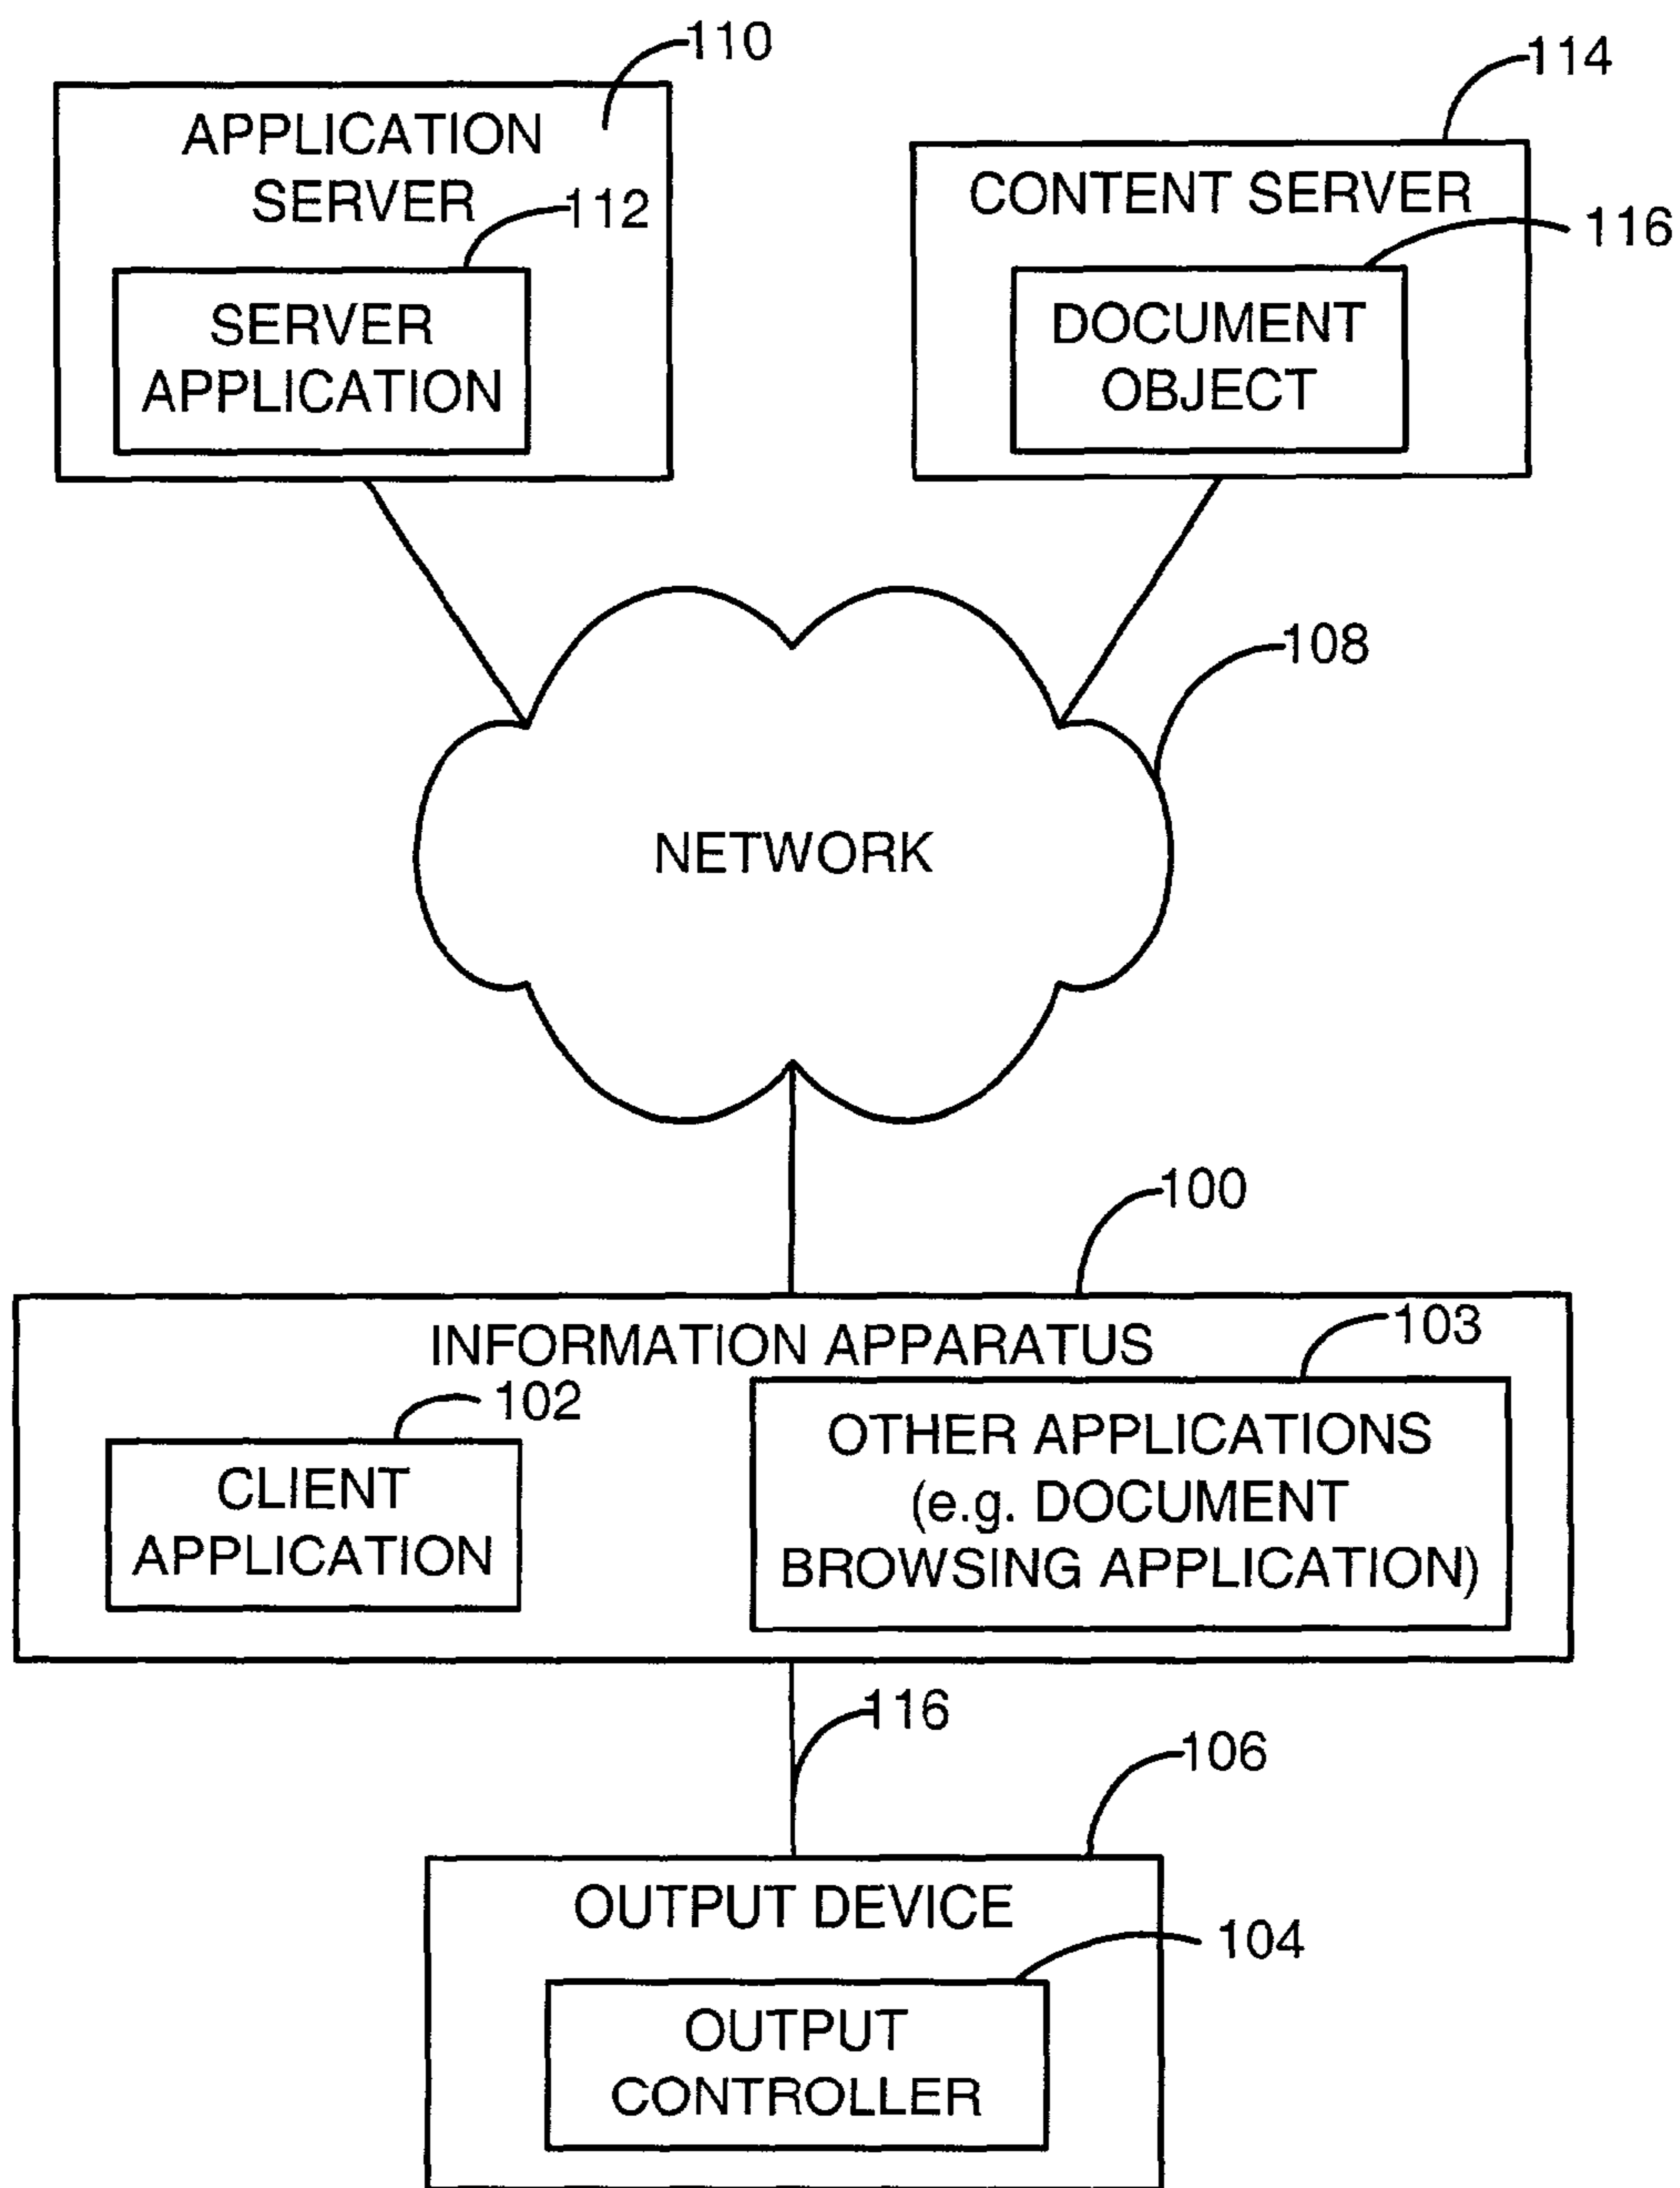 110
APPLICATION
SERVER
112
SERVER
APPLICATION
114
CONTENT SERVER
116
DOCUMENT
OBJECT
108
NETWORK
100
INFORMATION APPARATUS
102
CLIENT
APPLICATION
103
OTHER APPLICATIONS
(e.g. DOCUMENT
BROWSING APPLICATION)
116
106
OUTPUT DEVICE
104
OUTPUT
CONTROLLER